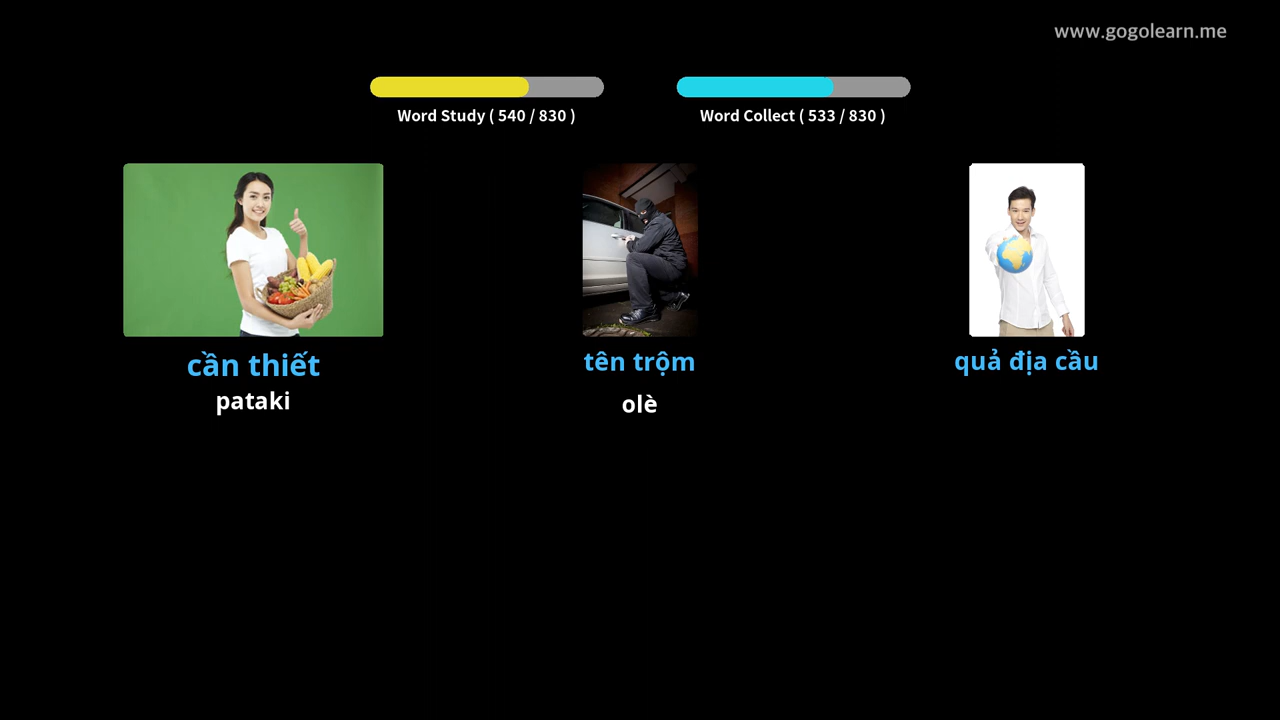 www.gogolearn.me
Word Study ( 540 / 830 )
Word Collect ( 533 / 830 )
cần thiết
pataki
tên trộm
olè
quả địa cầu